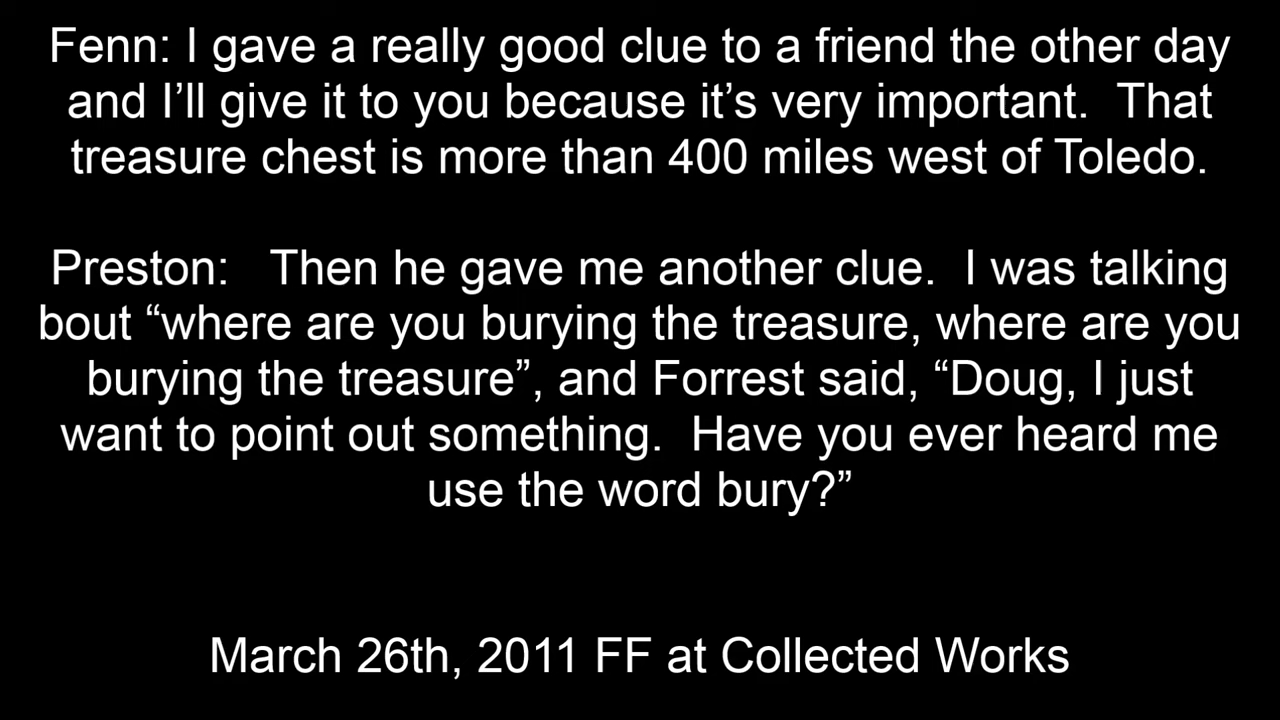 Fenn: I gave a really good clue to a friend the other day
and I’ll give it to you because it’s very important.  That
treasure chest is more than 400 miles west of Toledo.
Preston:   Then he gave me another clue.  I was talking
bout “where are you burying the treasure, where are you
burying the treasure”, and Forrest said, “Doug, I just
want to point out something.  Have you ever heard me
use the word bury?”
March 26th, 2011 FF at Collected Works